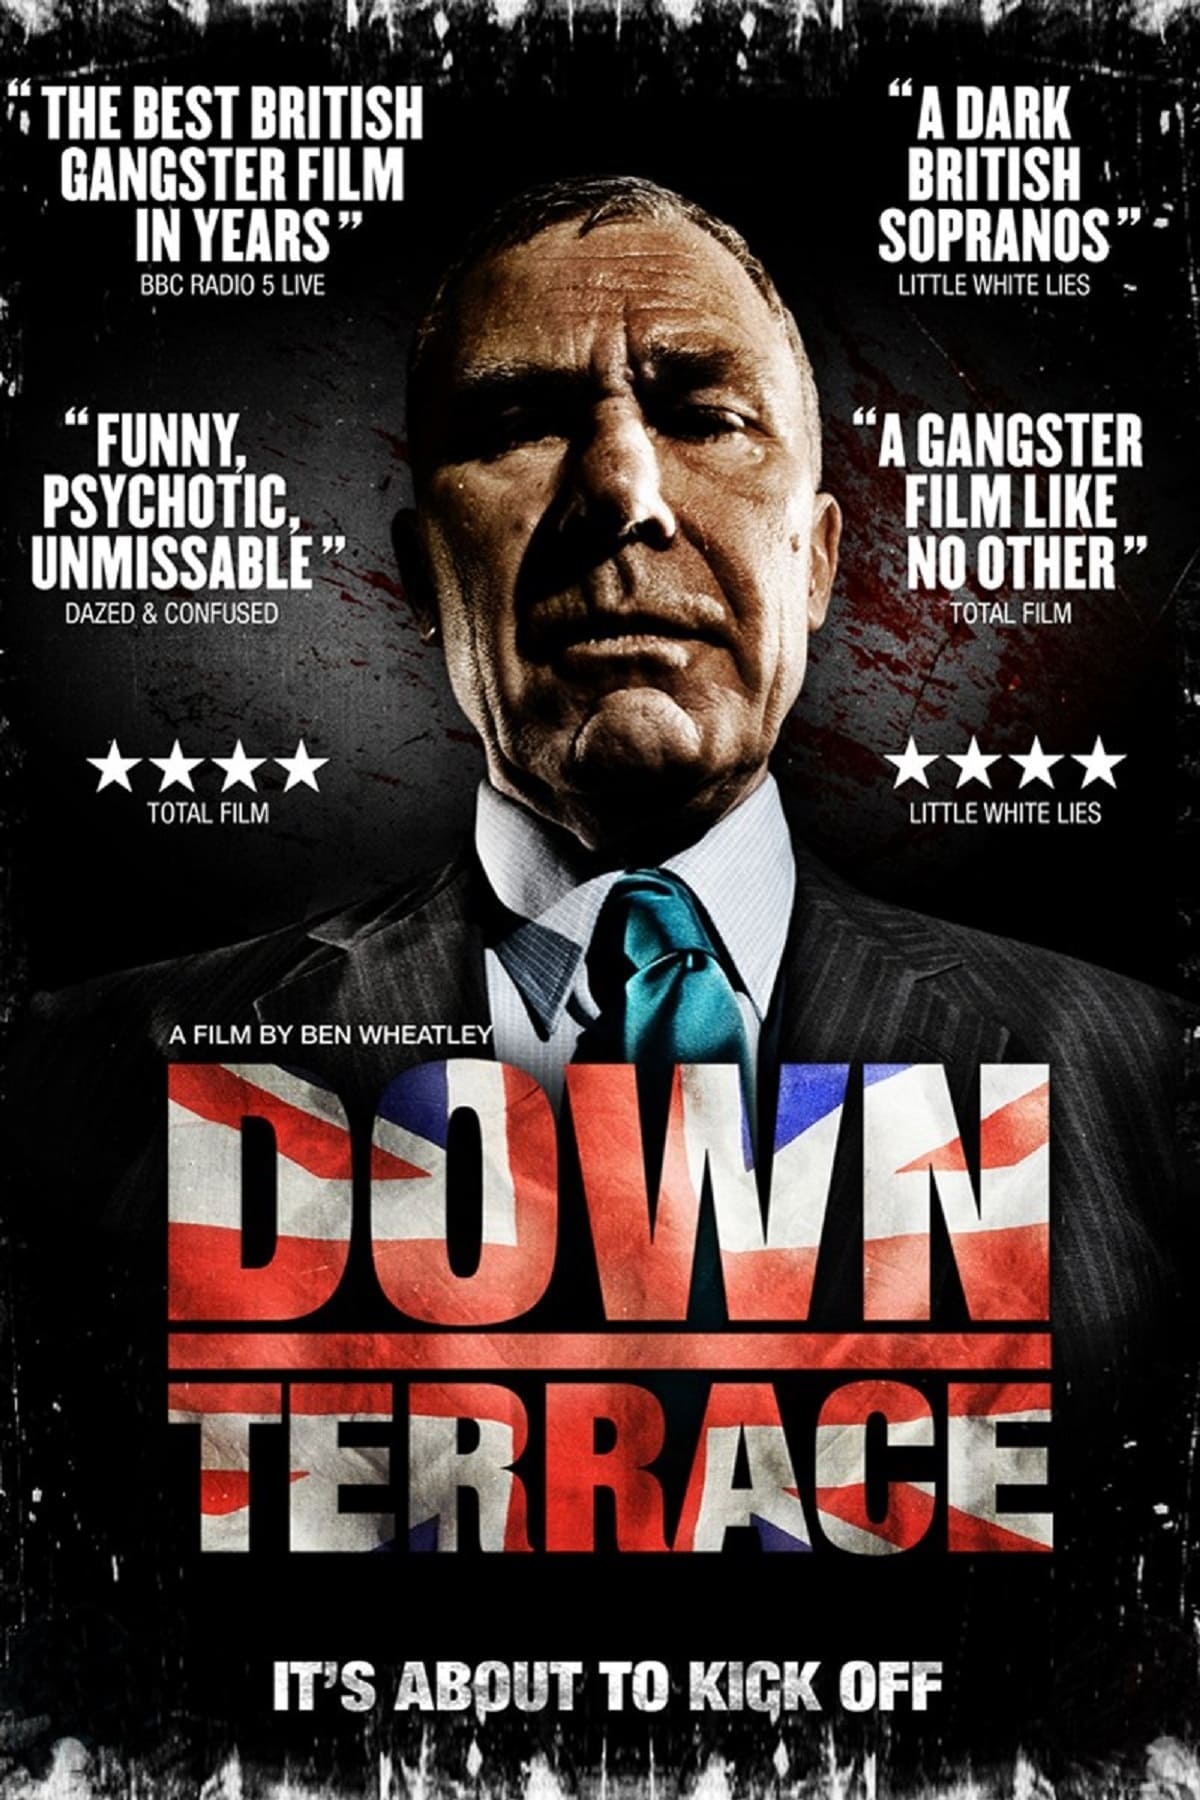 “THE BEST BRITISH
GANGSTER FILM
IN YEARS”
BBC RADIO 5 LIVE
“A DARK
BRITISH
SOPRANOS”
LITTLE WHITE LIES
“FUNNY,
PSYCHOTIC,
UNMISSABLE”
DAZED & CONFUSED
“A GANGSTER
FILM LIKE
NO OTHER”
TOTAL FILM
★★★★
TOTAL FILM
★★★★
LITTLE WHITE LIES
A FILM BY BEN WHEATLEY
DOWN
TERRACE
IT’S ABOUT TO KICK OFF